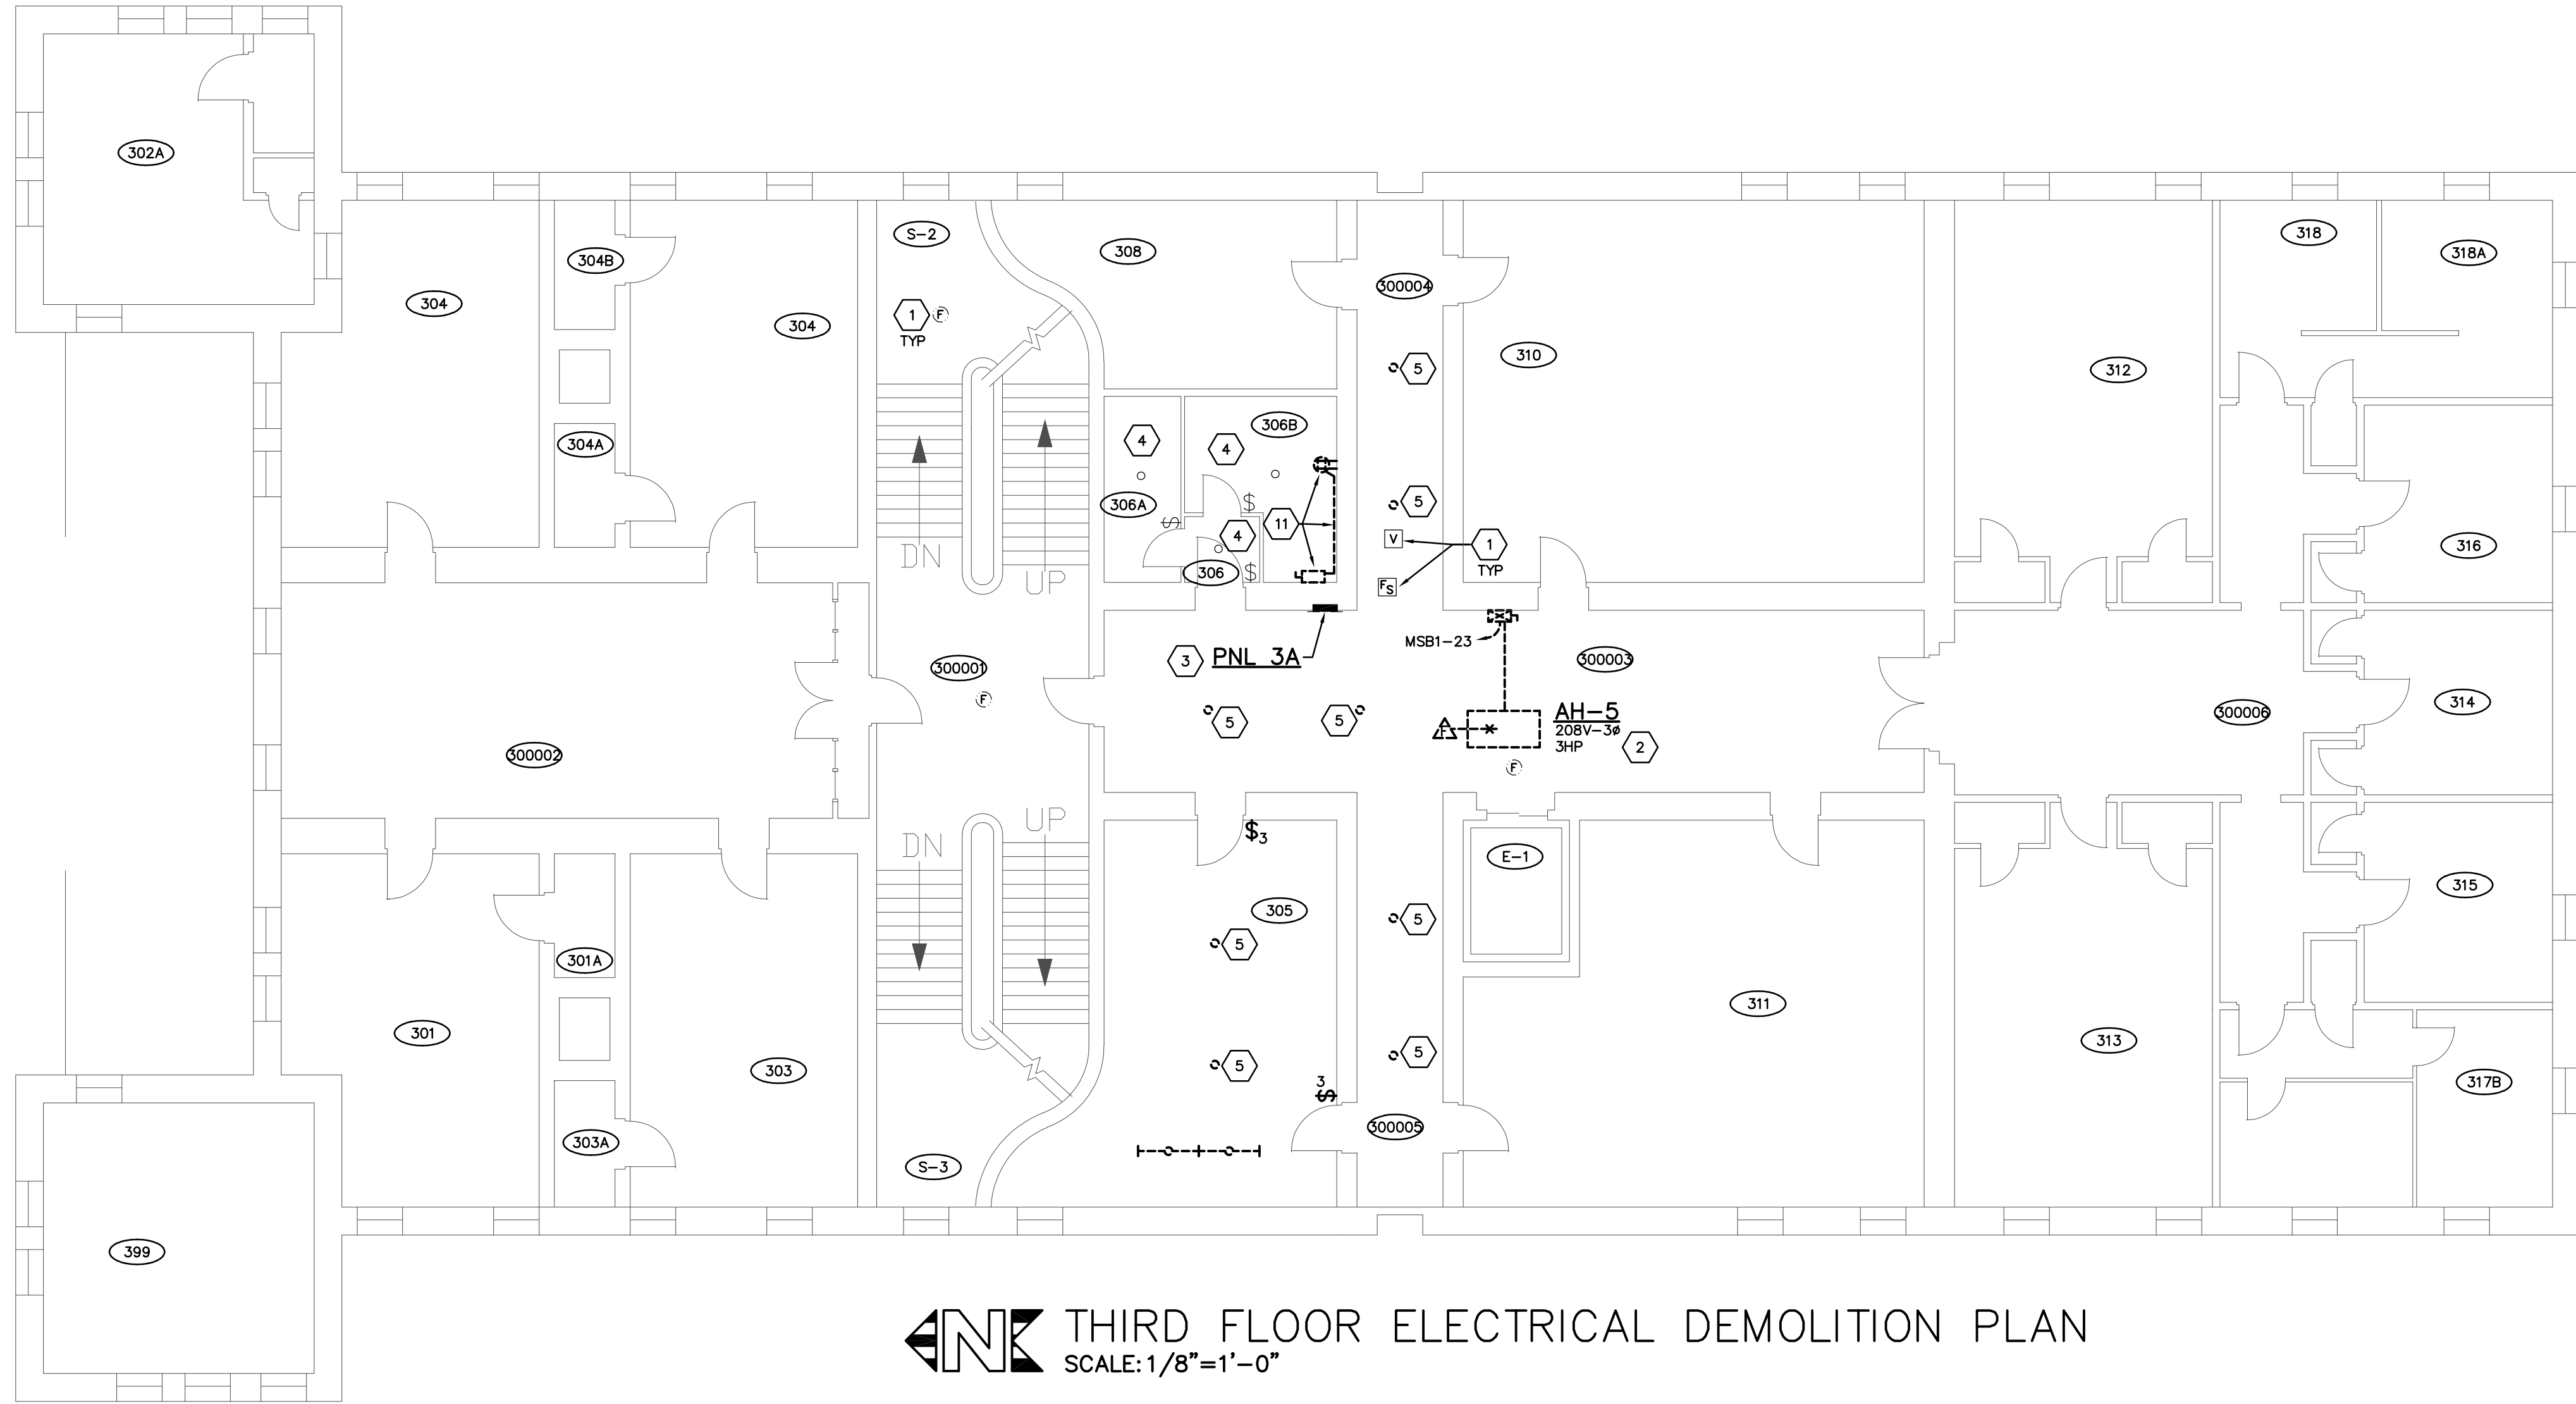 302A
S-2
318
308
318A
304B
300004
304
1
F
304
TYP
310
5
312
306B
4
4
304A
5
306A
$
$
11
4
V
1
316
DN
TYP
306
$
UP
FS
MSB1-23
3
PNL 3A
300003
300001
F
314
5
5
AH-5
300006
F
208V-3ø
3HP
2
300002
F
UP
$3
DN
E-1
315
305
5
5
301A
311
301
313
5
5
303
3
$
317B
300005
303A
S-3
399
N
THIRD FLOOR ELECTRICAL DEMOLITION PLAN
SCALE: 1/8"=1'-0"